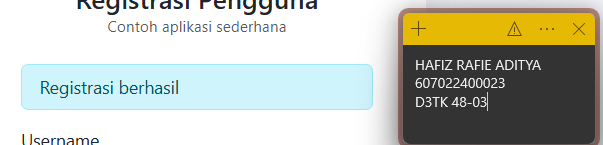 Registrasi Pengguna
Contoh aplikasi sederhana
Registrasi berhasil
Username
HAFIZ RAFIE ADITYA
607022400023
D3TK 48-03